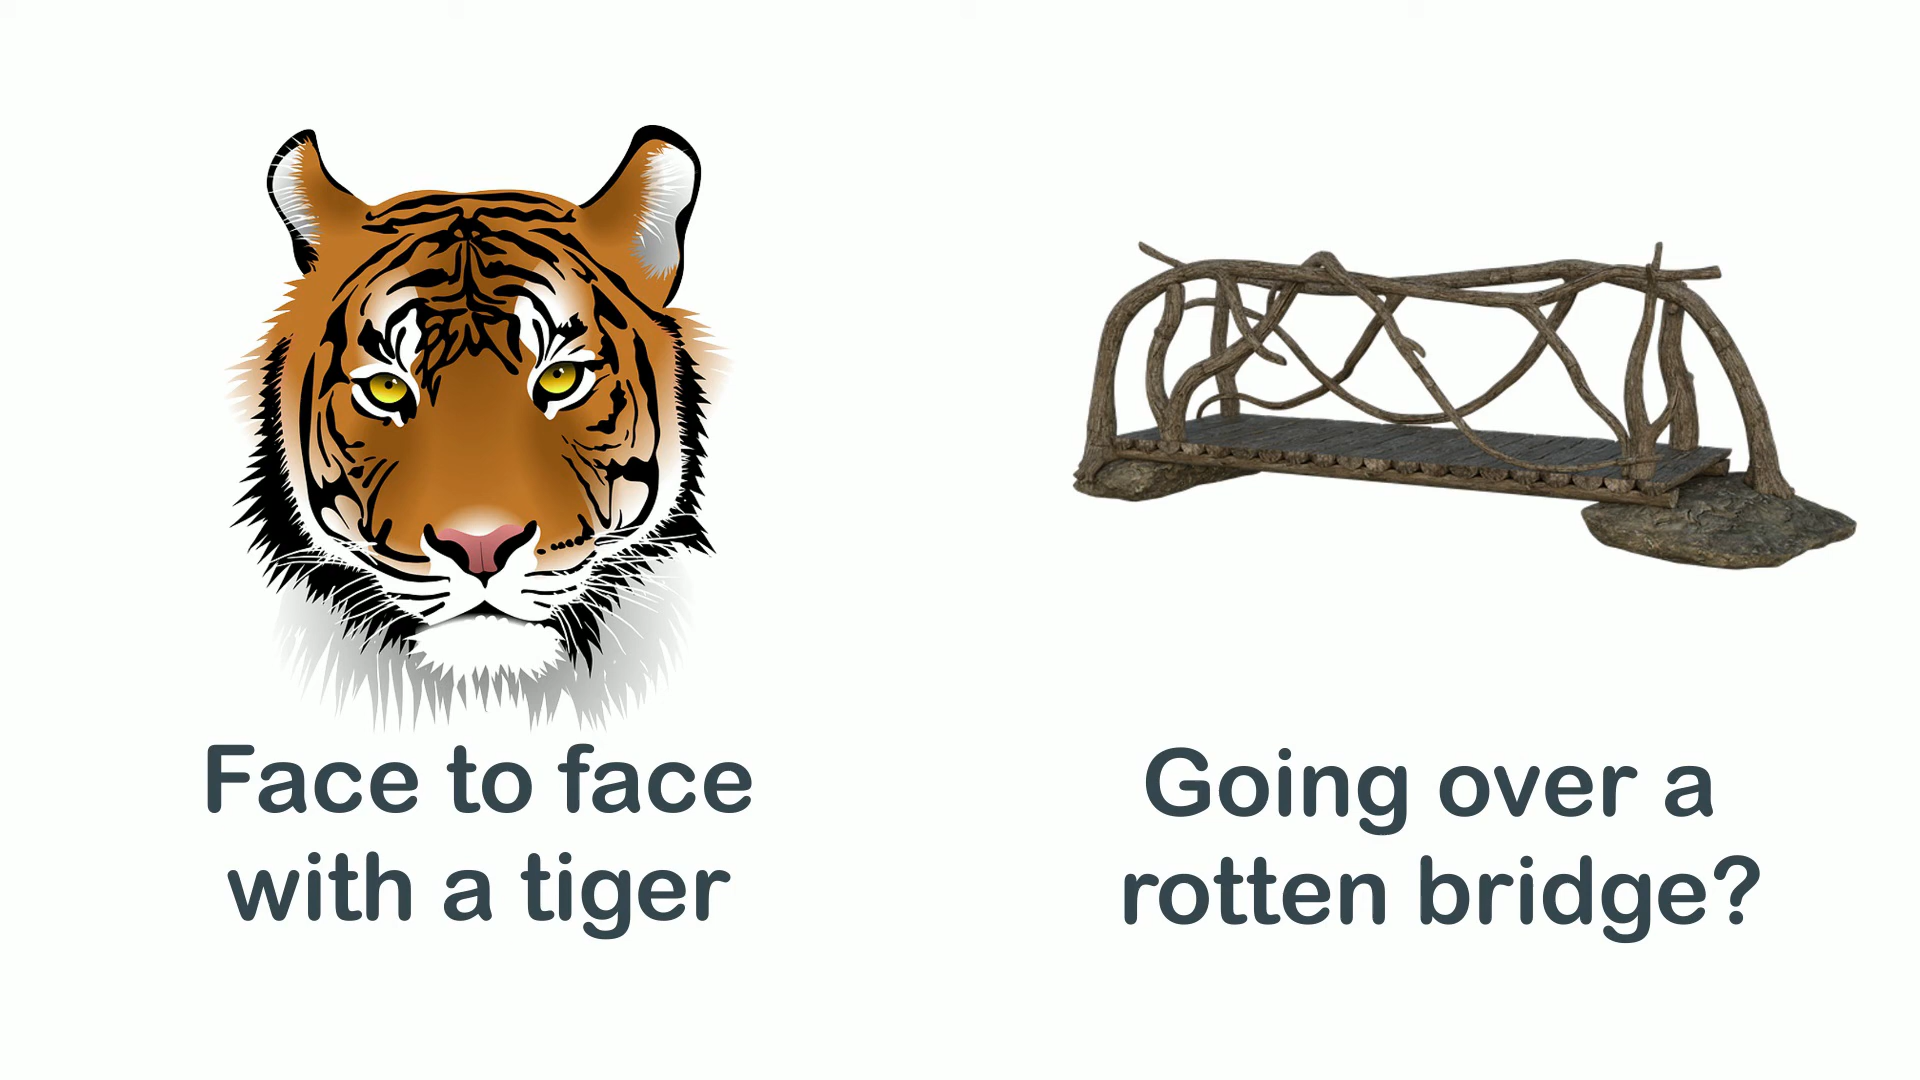 Face to face
with a tiger
Going over a
rotten bridge?